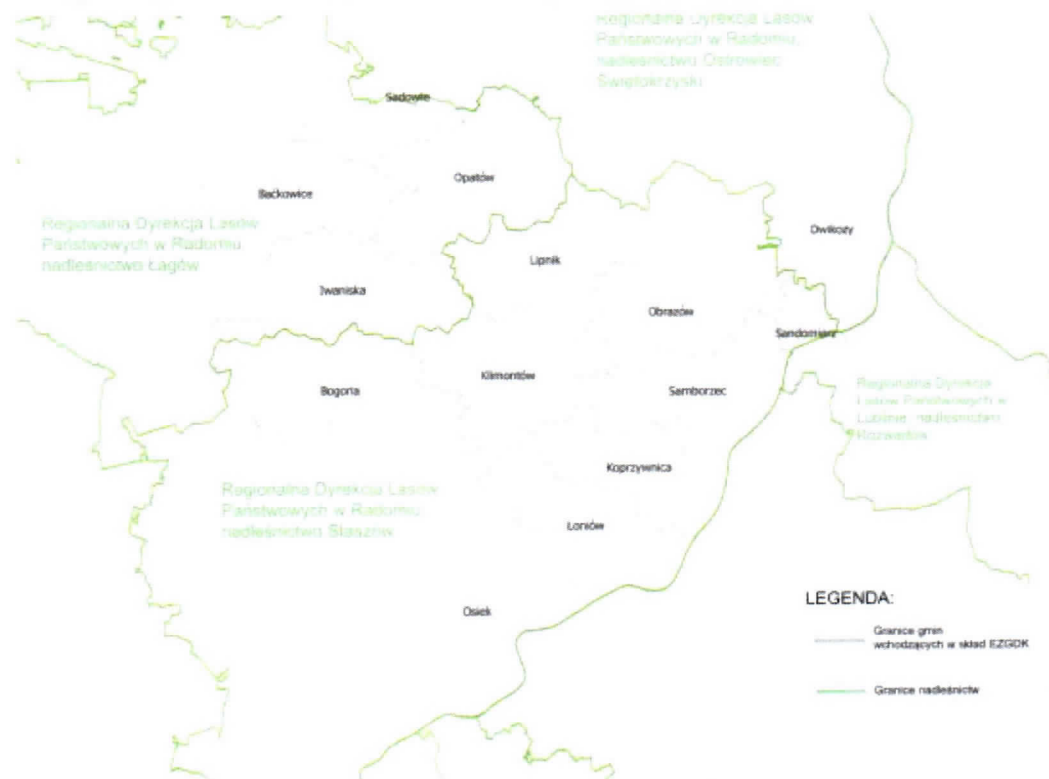 Regionalna Dyrekcja Lasów
Państwowych w Radomiu,
nadleśnictwo Ostrowiec
Świętokrzyski
Sadowie
Opatów
Baćkowice
Regionalna Dyrekcja Lasów
Państwowych w Radomiu,
nadleśnictwo Łagów
Dwikozy
Lipnik
Iwaniska
Obrazów
Sandomierz
Klimontów
Bogoria
Samborzec
Regionalna Dyrekcja
Lasów Państwowych w
Lublinie, nadleśnictwo
Rozwadów
Koprzywnica
Regionalna Dyrekcja Lasów
Państwowych w Radomiu,
nadleśnictwo Staszów
Łoniów
Osiek
LEGENDA:
Granice gmin
wchodzących w skład EZGDK
Granice nadleśnictw